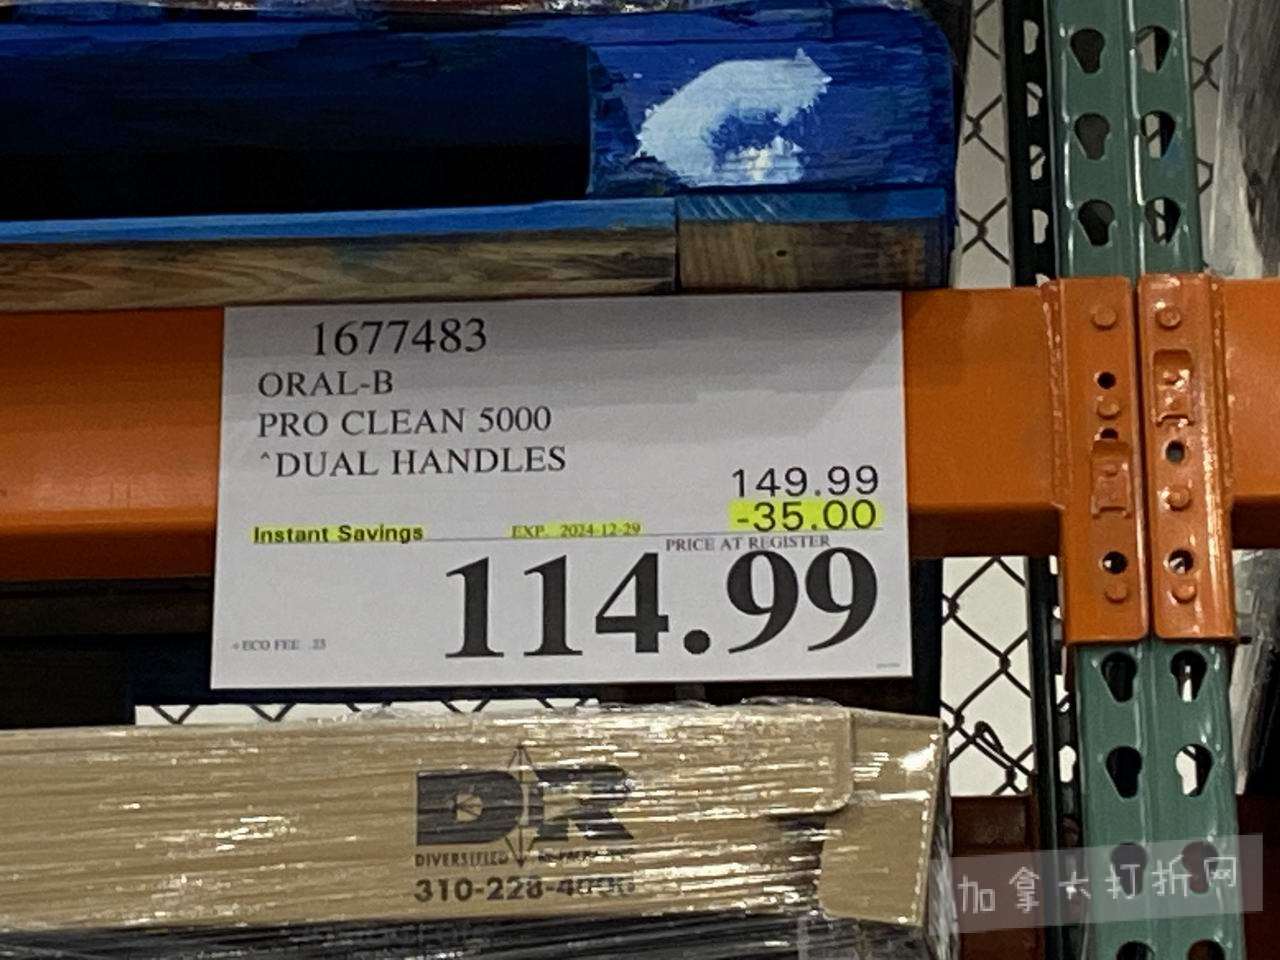 1677483
ORAL-B
PRO CLEAN 5000
^DUAL HANDLES
149.99
-35.00
Instant Savings EXP. 2024-12-29
PRICE AT REGISTER
114.99
+ ECO FEE
DR
DIVERSIFIED
310-228-
加拿大打折网